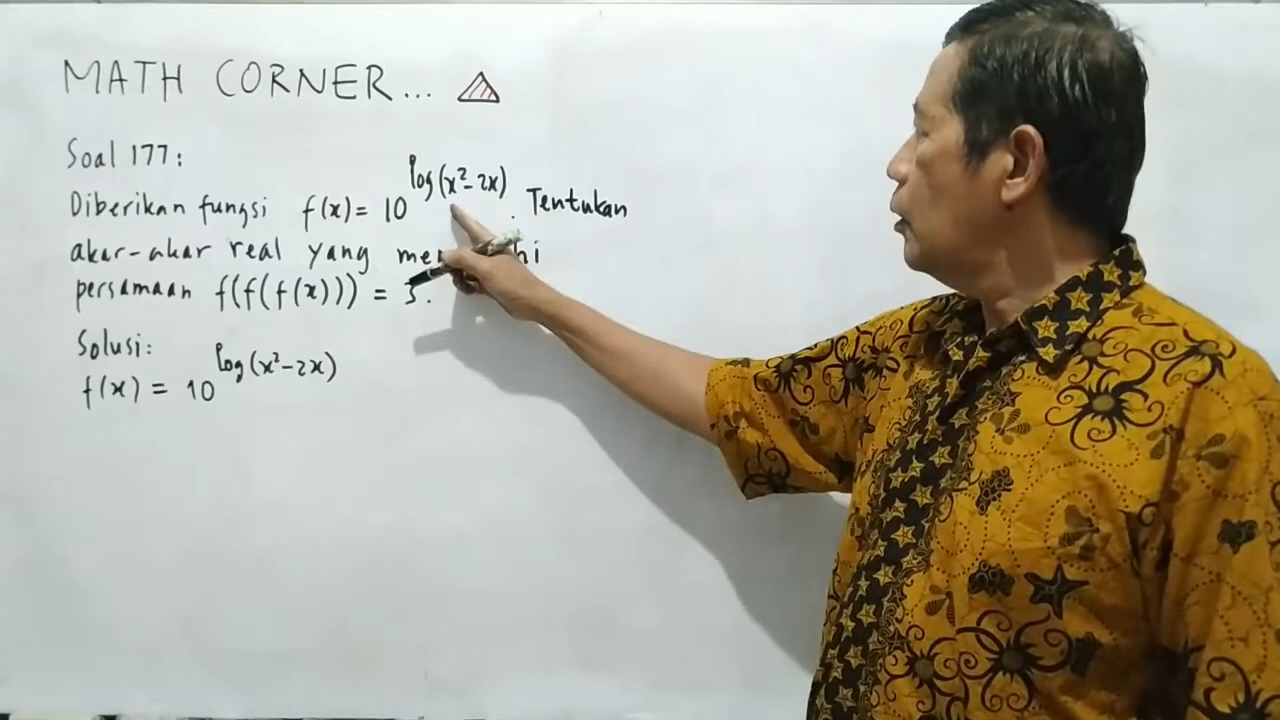 MATH CORNER...
Soal 177:
Diberikan fungsi f(x) = 10^log(x²-2x). Tentukan
akar-akar real yang
persamaan f(f(f(x))) = 3.
Solusi:
f(x) = 10^log(x²-2x)